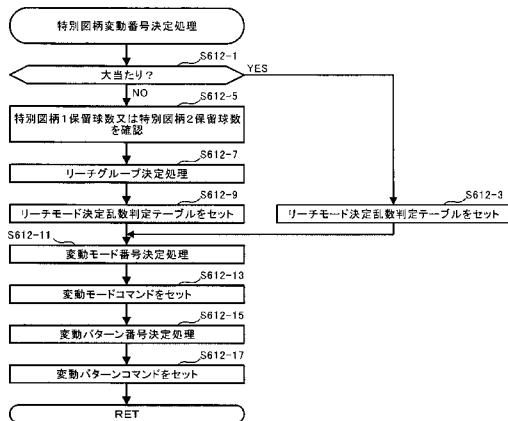 特別図柄変動番号決定処理
S612-1
大当たり?
YES
NO
S612-5
特別図柄1保留球数又は特別図柄2保留球数
を確認
S612-7
リーチグループ決定処理
S612-9
リーチモード決定乱数判定テーブルをセット
S612-3
リーチモード決定乱数判定テーブルをセット
S612-11
変動モード番号決定処理
S612-13
変動モードコマンドをセット
S612-15
変動パターン番号決定処理
S612-17
変動パターンコマンドをセット
RET